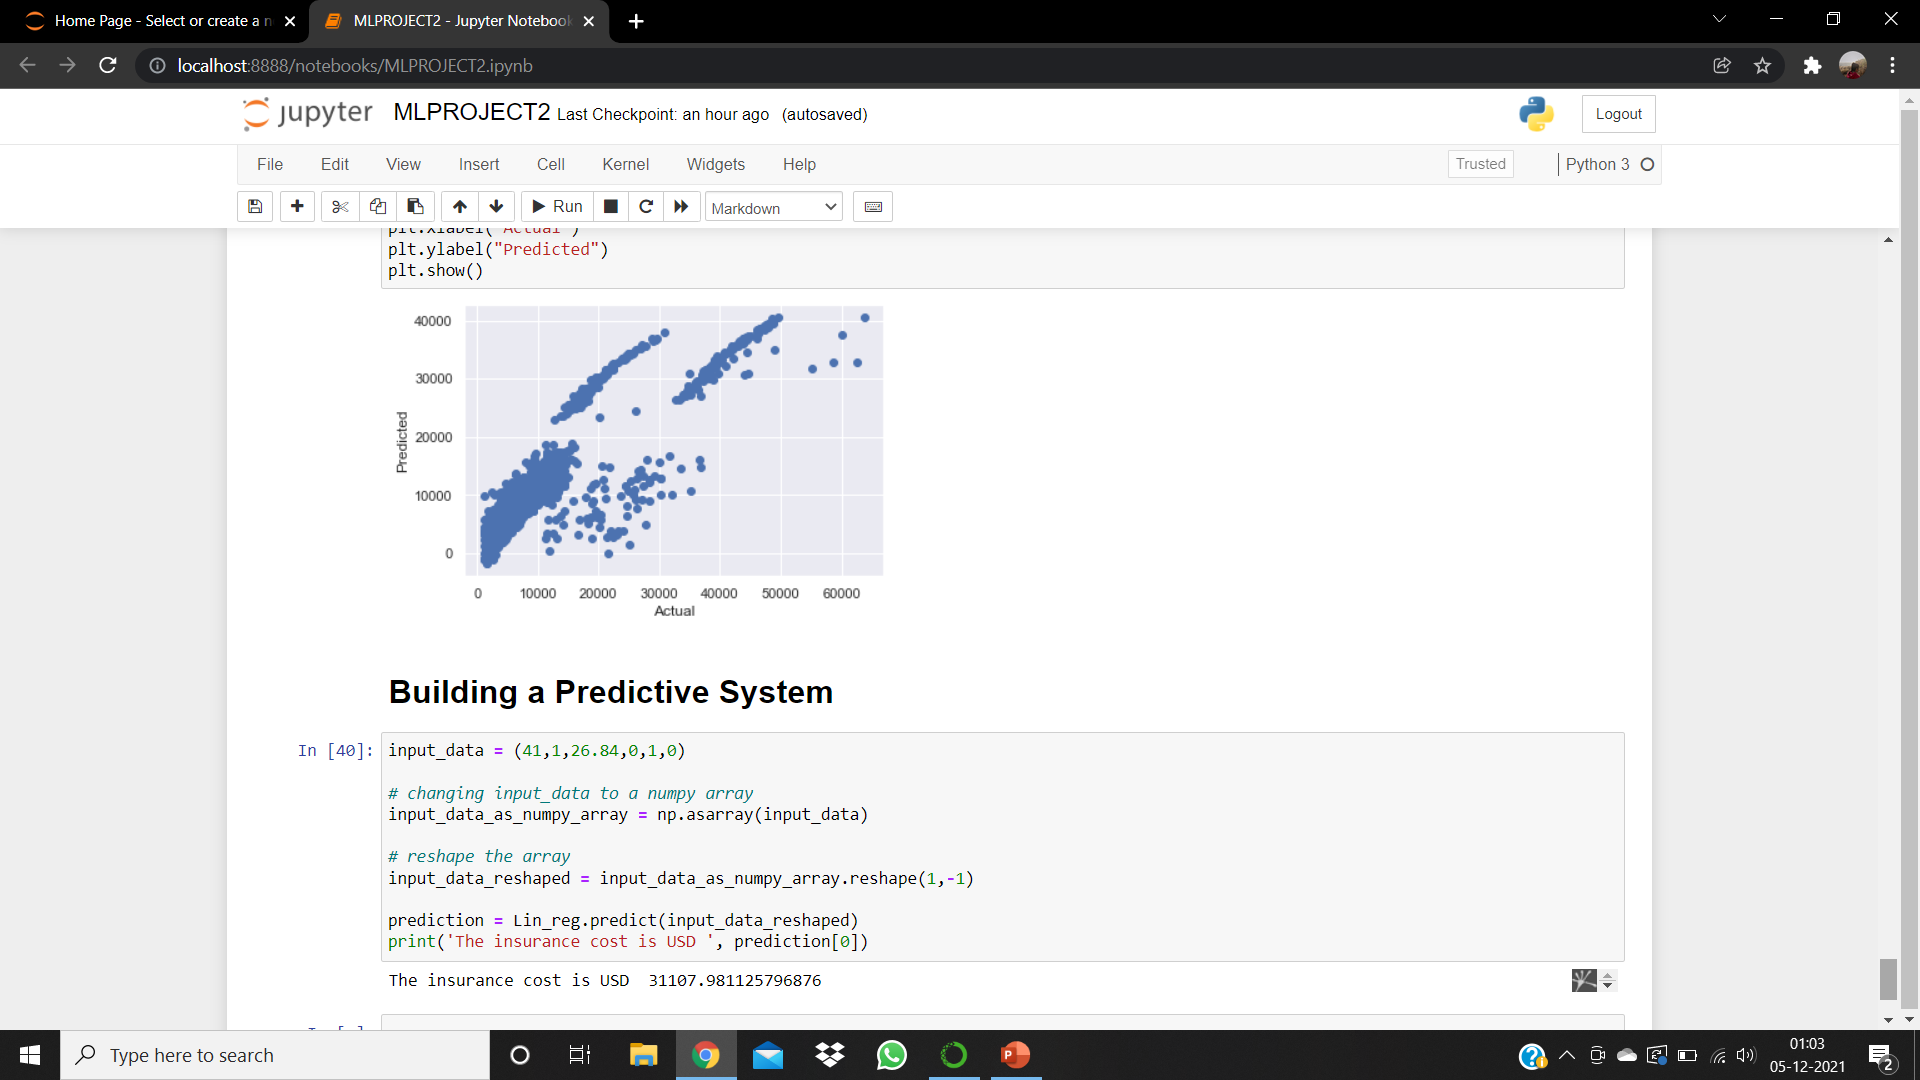 Home Page - Select or create a n
MLPROJECT2 - Jupyter Notebook
localhost:8888/notebooks/MLPROJECT2.ipynb
jupyter MLPROJECT2 Last Checkpoint: an hour ago (autosaved)
Logout
File Edit View Insert Cell Kernel Widgets Help
Trusted
Python 3
Run
Markdown
plt.xlabel("Actual")
plt.ylabel("Predicted")
plt.show()
40000
30000
20000
10000
0
Predicted
0 10000 20000 30000 40000 50000 60000
Actual
Building a Predictive System
In [40]: input_data = (41,1,26.84,0,1,0)
# changing input_data to a numpy array
input_data_as_numpy_array = np.asarray(input_data)
# reshape the array
input_data_reshaped = input_data_as_numpy_array.reshape(1,-1)
prediction = Lin_reg.predict(input_data_reshaped)
print('The insurance cost is USD ', prediction[0])
The insurance cost is USD  31107.981125796876
Type here to search
P
01:03
05-12-2021
2